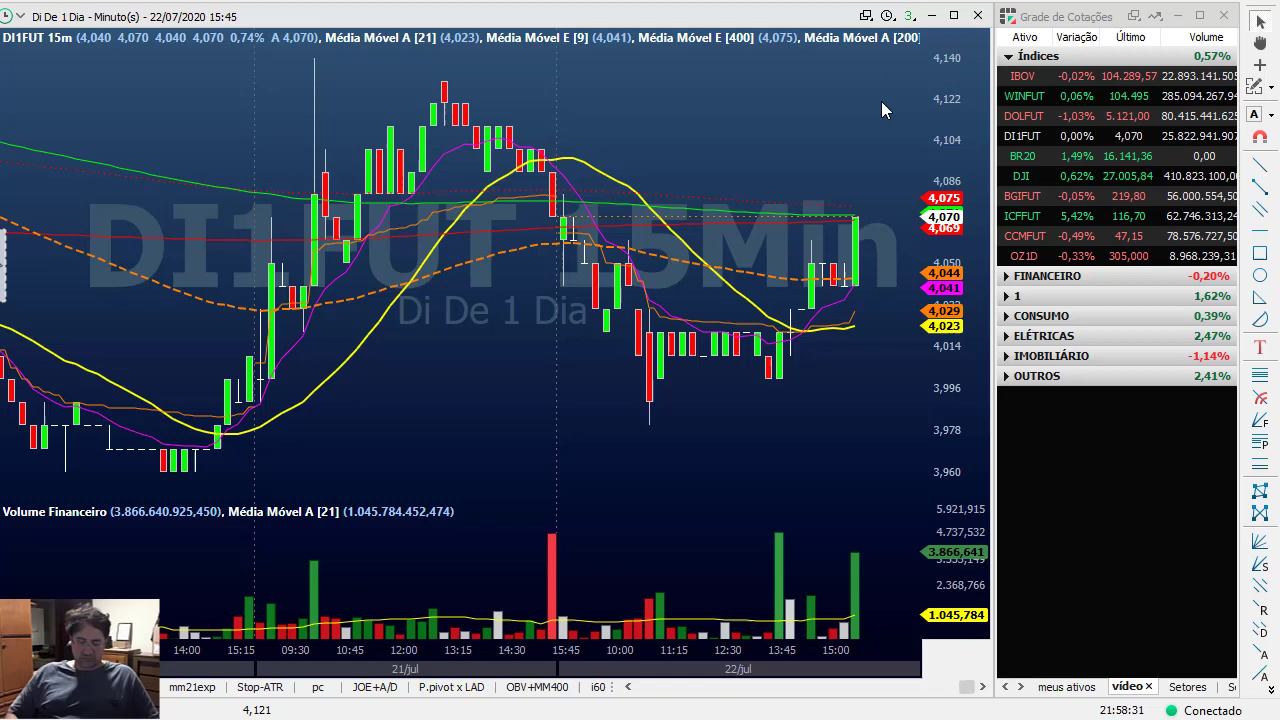 Di De 1 Dia - Minuto(s) - 22/07/2020 15:45
3.
DI1FUT 15m (4,040 4,070 4,040 4,070 0,74% A 4,070), Média Móvel A [21] (4,023), Média Móvel E [9] (4,041), Média Móvel E [400] (4,075), Média Móvel A [200]
DI1FUT 15Min
Di De 1 Dia
4,140
4,122
4,104
4,086
4,075
4,070
4,069
4,050
4,044
4,041
4,029
4,023
4,014
3,996
3,978
3,960
Volume Financeiro (3.866.640.925,450), Média Móvel A [21] (1.045.784.452,474)
5.921,915
4.737,532
3.866,641
2.368,766
1.045,784
14:00 15:15 09:30 10:45 12:00 13:15 14:30 15:45 10:00 11:15 12:30 13:45 15:00
21/jul 22/jul
mm21exp Stop-ATR pc JOE+A/D P.pivot x LAD OBV+MM400 i60
4,121
Grade de Cotações
Ativo Variação Último Volume
Índices 0,57%
IBOV -0,02% 104.289,57 22.893.141.505
WINFUT 0,06% 104.495 285.094.267.94
DOLFUT -1,03% 5.121,00 80.415.441.625
DI1FUT 0,00% 4,070 25.822.941.907
BR20 1,49% 16.141,36 0,00
DJI 0,62% 27.005,84 410.823.100,0
BGIFUT -0,05% 219,80 56.000.554,50
ICFFUT 5,42% 116,70 62.746.313,24
CCMFUT -0,49% 47,15 78.576.727,50
OZ1D -0,33% 305,000 8.968.239,31
FINANCEIRO -0,20%
1 1,62%
CONSUMO 0,39%
ELÉTRICAS 2,47%
IMOBILIÁRIO -1,14%
OUTROS 2,41%
meus ativos vídeo Setores
21:58:31 Conectado
A
T
F
P
S
R
D
A
A